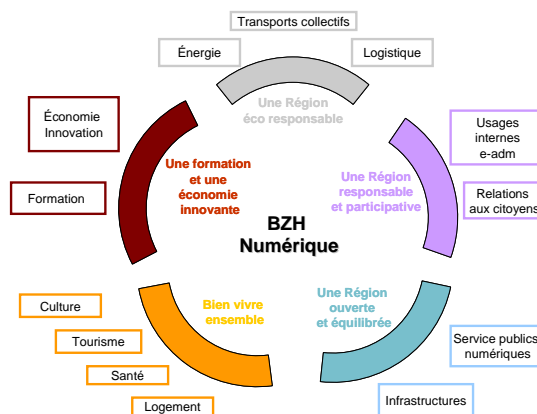 Transports collectifs
Énergie
Logistique
Une Région
éco responsable
Économie
Innovation
Formation
Une formation
et une
économie
innovante
Usages
internes
e-adm
Relations
aux citoyens
Une Région
responsable
et participative
BZH
Numérique
Bien vivre
ensemble
Culture
Tourisme
Santé
Logement
Une Région
ouverte
et équilibrée
Service publics
numériques
Infrastructures